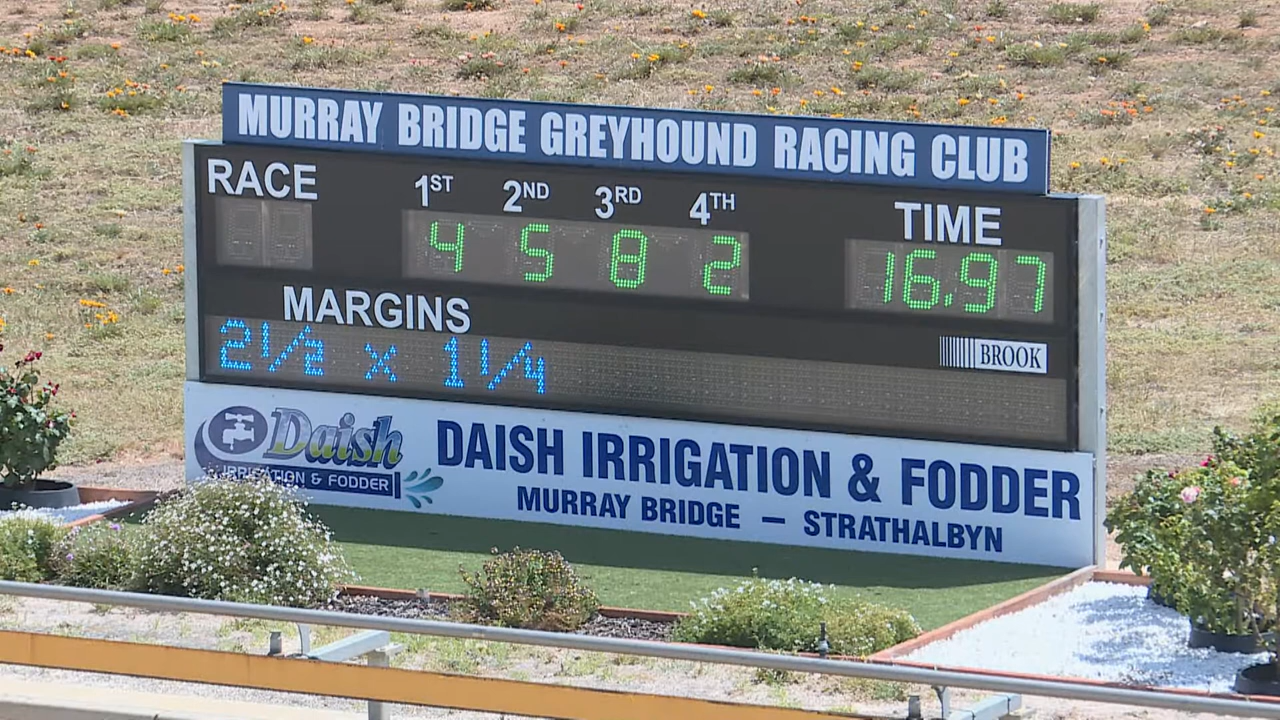 MURRAY BRIDGE GREYHOUND RACING CLUB
RACE 1ST 2ND 3RD 4TH TIME
4 5 8 2 16.97
MARGINS
2 1/2 x 1 1/4
BROOK
Daish
IRRIGATION & FODDER
DAISH IRRIGATION & FODDER
MURRAY BRIDGE — STRATHALBYN